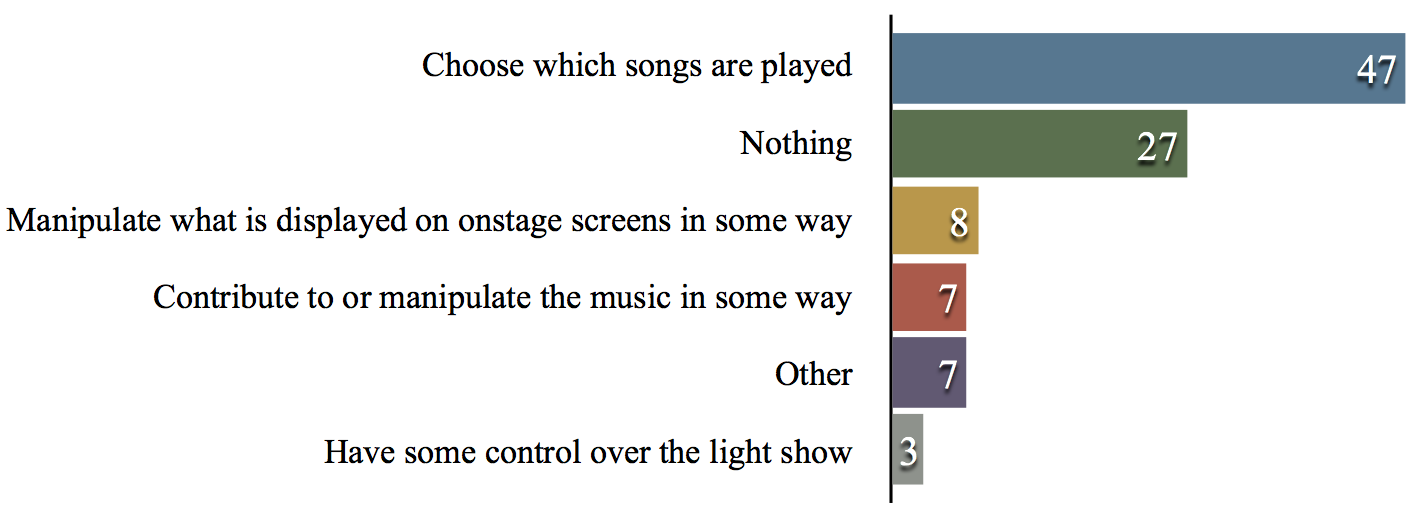 Choose which songs are played 47
Nothing 27
Manipulate what is displayed on onstage screens in some way 8
Contribute to or manipulate the music in some way 7
Other 7
Have some control over the light show 3